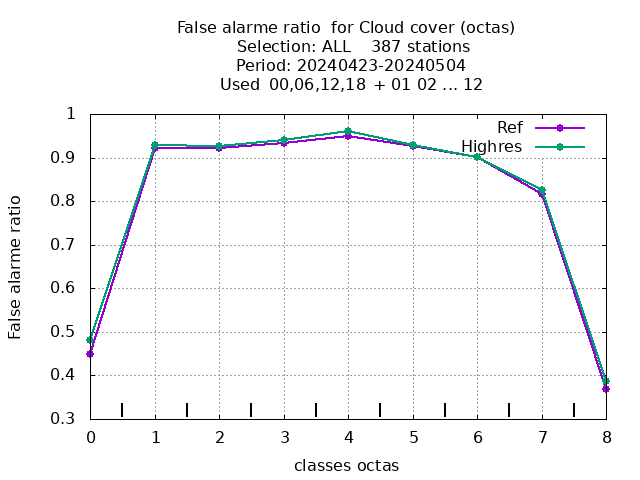 False alarme ratio  for Cloud cover (octas)
Selection: ALL    387 stations
Period: 20240423-20240504
Used  00,06,12,18  + 01 02 ... 12
Ref
Highres
1
0.9
0.8
0.7
0.6
0.5
0.4
0.3
False alarme ratio
0 1 2 3 4 5 6 7 8
classes octas